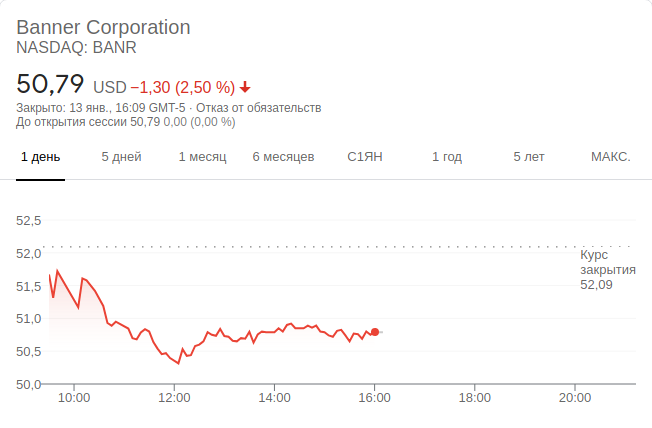 Banner Corporation
NASDAQ: BANR
50,79 USD −1,30 (2,50 %)
Закрыто: 13 янв., 16:09 GMT-5 · Отказ от обязательств
До открытия сессии 50,79 0,00 (0,00 %)
1 день 5 дней 1 месяц 6 месяцев С1ЯН 1 год 5 лет МАКС.
52,5
52,0
Курс
закрытия
51,5
52,09
51,0
50,5
50,0
10:00 12:00 14:00 16:00 18:00 20:00